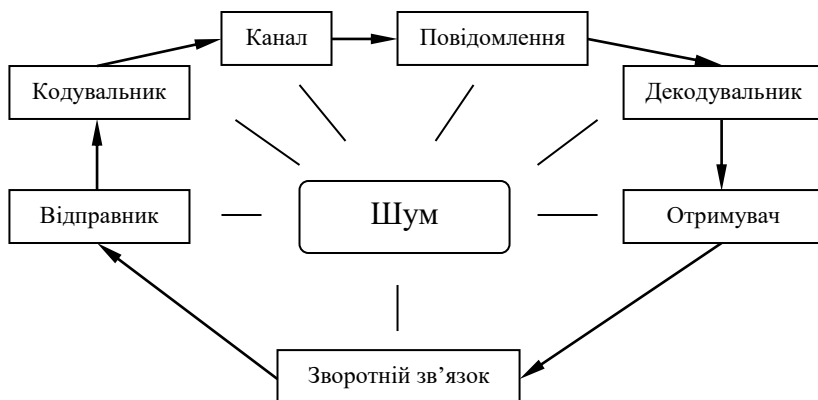 Канал
Повідомлення
Кодувальник
Декодувальник
Відправник
Шум
Отримувач
Зворотній зв’язок